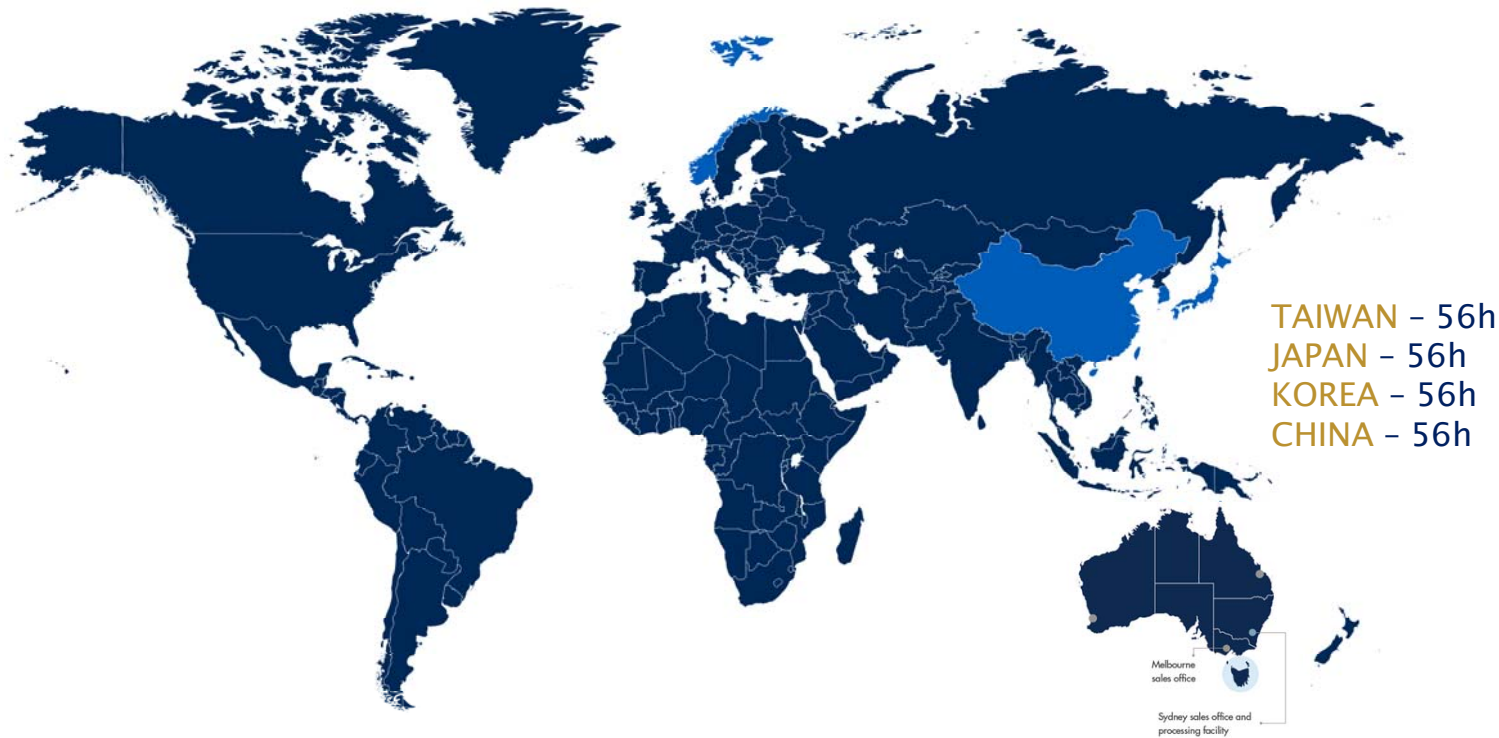 TAIWAN – 56h
JAPAN – 56h
KOREA – 56h
CHINA – 56h
Melbourne
sales office
Sydney sales office and
processing facility